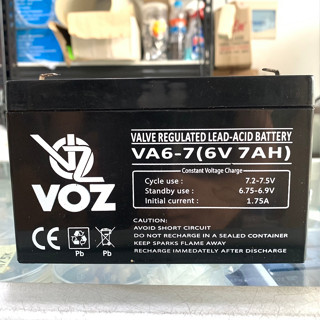 VALVE REGULATED LEAD-ACID BATTERY
VA6-7(6V 7AH)
Constant Voltage Charge
Cycle use : 7.2-7.5V
Standby use : 6.75-6.9V
Initial current : 1.75A
VOZ
CAUTION:
AVOID SHORT CIRCUIT
DO NOT RECHARGE IN A SEALED CONTAINER
KEEP SPARKS FLAME AWAY
RECHARGE IMMEDIATELY AFTER DISCHARGE
CE
Pb Pb